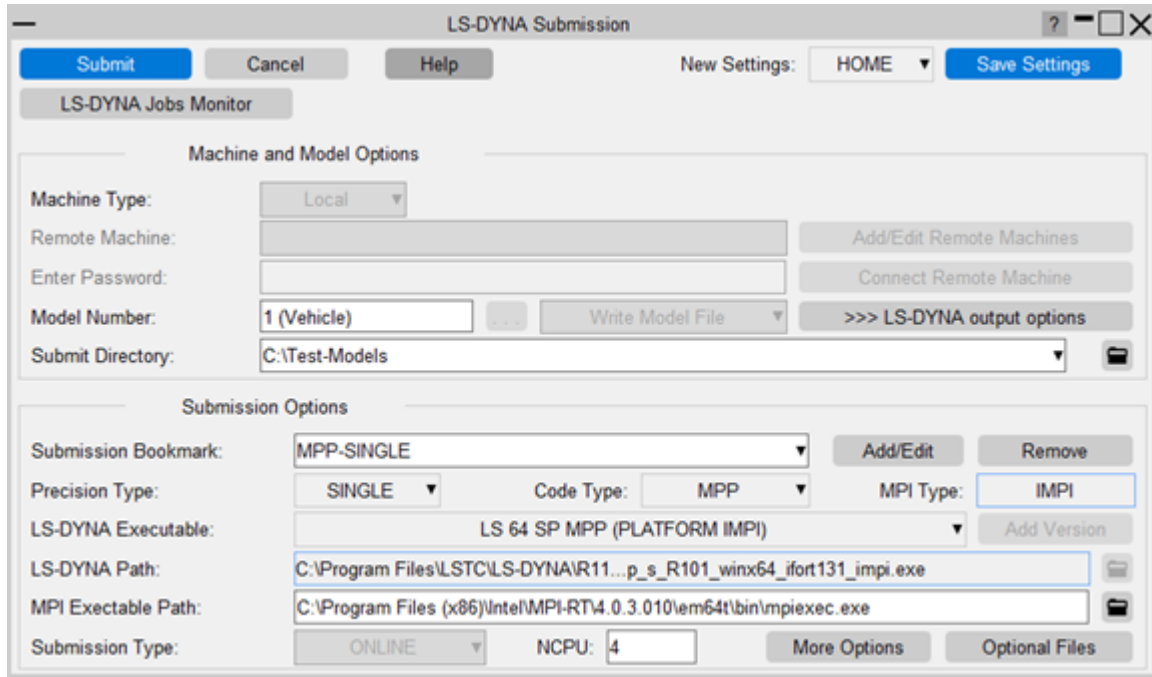 LS-DYNA Submission ?
Submit Cancel Help New Settings: HOME Save Settings
LS-DYNA Jobs Monitor
Machine and Model Options
Machine Type: Local
Remote Machine: Add/Edit Remote Machines
Enter Password: Connect Remote Machine
Model Number: 1 (Vehicle) ... Write Model File >>> LS-DYNA output options
Submit Directory: C:\Test-Models
Submission Options
Submission Bookmark: MPP-SINGLE Add/Edit Remove
Precision Type: SINGLE Code Type: MPP MPI Type: IMPI
LS-DYNA Executable: LS 64 SP MPP (PLATFORM IMPI) Add Version
LS-DYNA Path: C:\Program Files\LSTC\LS-DYNA\R11...p_s_R101_winx64_ifort131_impi.exe
MPI Exectable Path: C:\Program Files (x86)\Intel\MPI-RT\4.0.3.010\em64t\bin\mpiexec.exe
Submission Type: ONLINE NCPU: 4 More Options Optional Files